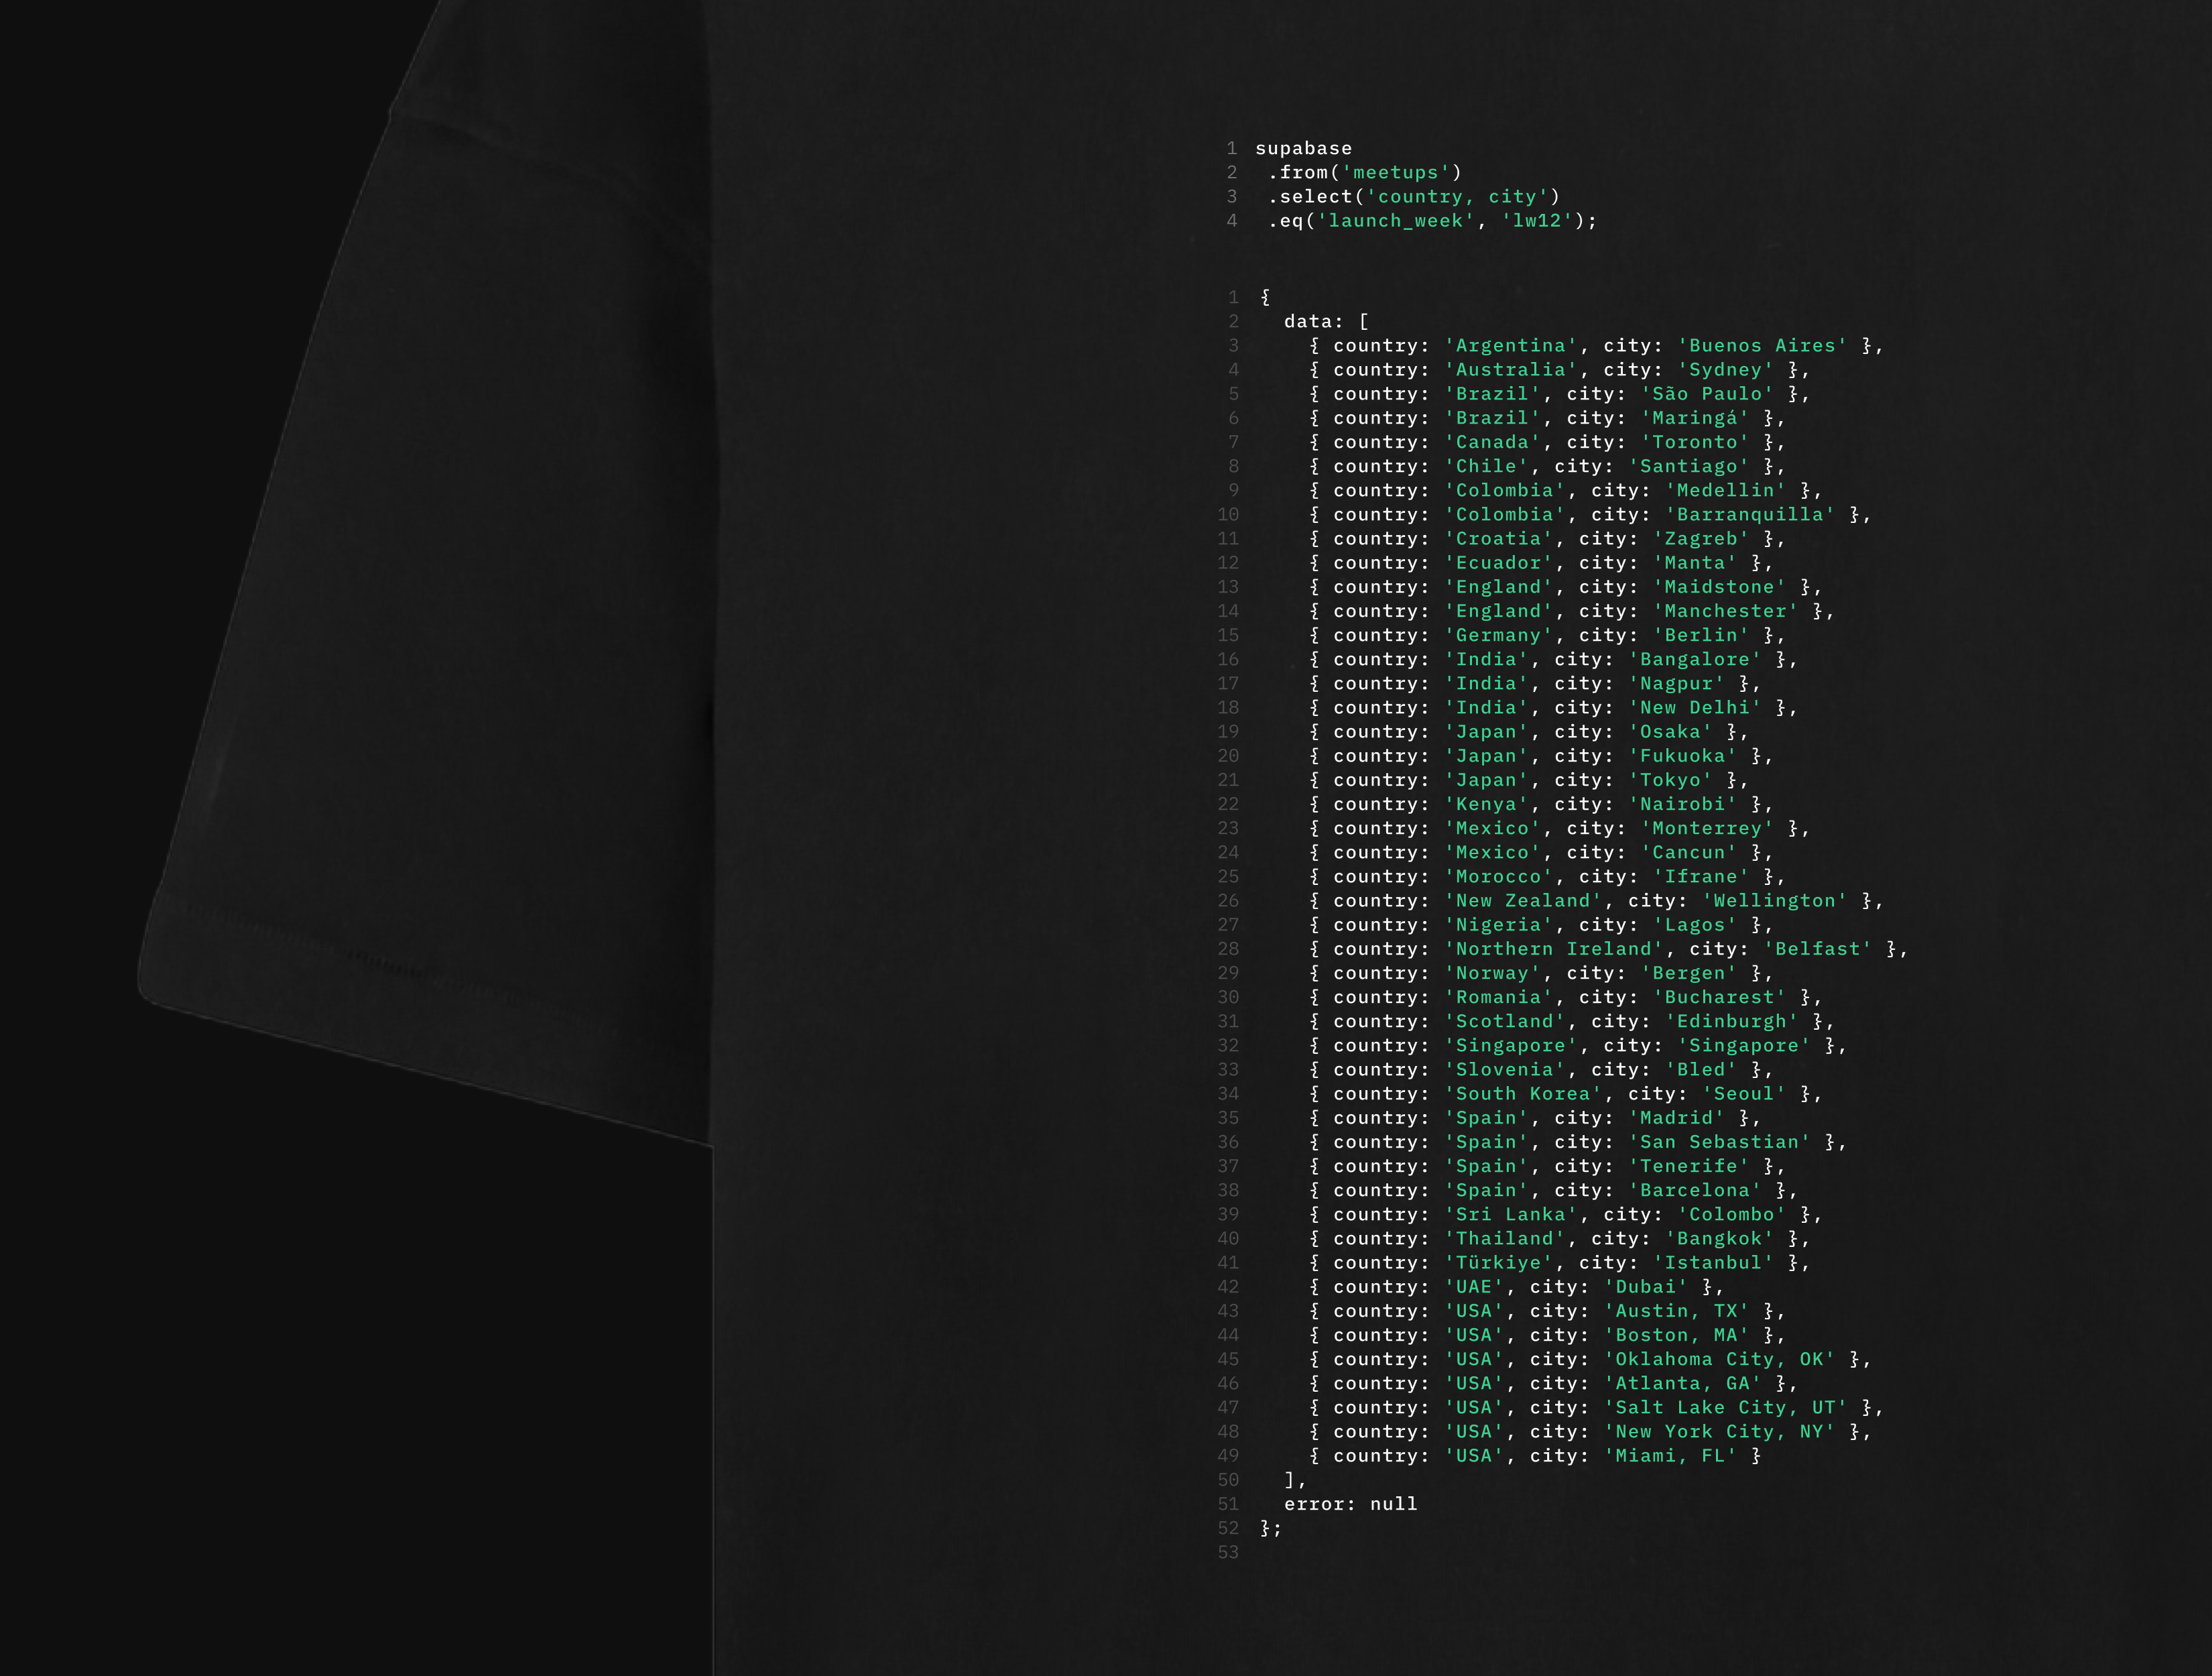 1 supabase
2  .from('meetups')
3  .select('country, city')
4  .eq('launch_week', 'lw12');
1 {
2   data: [
3     { country: 'Argentina', city: 'Buenos Aires' },
4     { country: 'Australia', city: 'Sydney' },
5     { country: 'Brazil', city: 'São Paulo' },
6     { country: 'Brazil', city: 'Maringá' },
7     { country: 'Canada', city: 'Toronto' },
8     { country: 'Chile', city: 'Santiago' },
9     { country: 'Colombia', city: 'Medellin' },
10     { country: 'Colombia', city: 'Barranquilla' },
11     { country: 'Croatia', city: 'Zagreb' },
12     { country: 'Ecuador', city: 'Manta' },
13     { country: 'England', city: 'Maidstone' },
14     { country: 'England', city: 'Manchester' },
15     { country: 'Germany', city: 'Berlin' },
16     { country: 'India', city: 'Bangalore' },
17     { country: 'India', city: 'Nagpur' },
18     { country: 'India', city: 'New Delhi' },
19     { country: 'Japan', city: 'Osaka' },
20     { country: 'Japan', city: 'Fukuoka' },
21     { country: 'Japan', city: 'Tokyo' },
22     { country: 'Kenya', city: 'Nairobi' },
23     { country: 'Mexico', city: 'Monterrey' },
24     { country: 'Mexico', city: 'Cancun' },
25     { country: 'Morocco', city: 'Ifrane' },
26     { country: 'New Zealand', city: 'Wellington' },
27     { country: 'Nigeria', city: 'Lagos' },
28     { country: 'Northern Ireland', city: 'Belfast' },
29     { country: 'Norway', city: 'Bergen' },
30     { country: 'Romania', city: 'Bucharest' },
31     { country: 'Scotland', city: 'Edinburgh' },
32     { country: 'Singapore', city: 'Singapore' },
33     { country: 'Slovenia', city: 'Bled' },
34     { country: 'South Korea', city: 'Seoul' },
35     { country: 'Spain', city: 'Madrid' },
36     { country: 'Spain', city: 'San Sebastian' },
37     { country: 'Spain', city: 'Tenerife' },
38     { country: 'Spain', city: 'Barcelona' },
39     { country: 'Sri Lanka', city: 'Colombo' },
40     { country: 'Thailand', city: 'Bangkok' },
41     { country: 'Türkiye', city: 'Istanbul' },
42     { country: 'UAE', city: 'Dubai' },
43     { country: 'USA', city: 'Austin, TX' },
44     { country: 'USA', city: 'Boston, MA' },
45     { country: 'USA', city: 'Oklahoma City, OK' },
46     { country: 'USA', city: 'Atlanta, GA' },
47     { country: 'USA', city: 'Salt Lake City, UT' },
48     { country: 'USA', city: 'New York City, NY' },
49     { country: 'USA', city: 'Miami, FL' }
50   ],
51   error: null
52 };
53